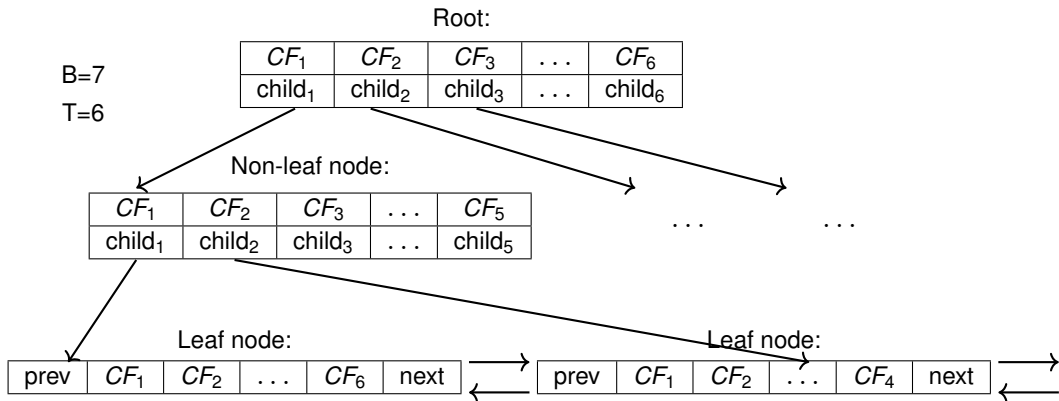 Root:
B=7
T=6
CF₁ CF₂ CF₃ ... CF₆
child₁ child₂ child₃ ... child₆
Non-leaf node:
CF₁ CF₂ CF₃ ... CF₅
child₁ child₂ child₃ ... child₅
... ...
Leaf node: Leaf node:
prev CF₁ CF₂ ... CF₆ next prev CF₁ CF₂ ... CF₄ next